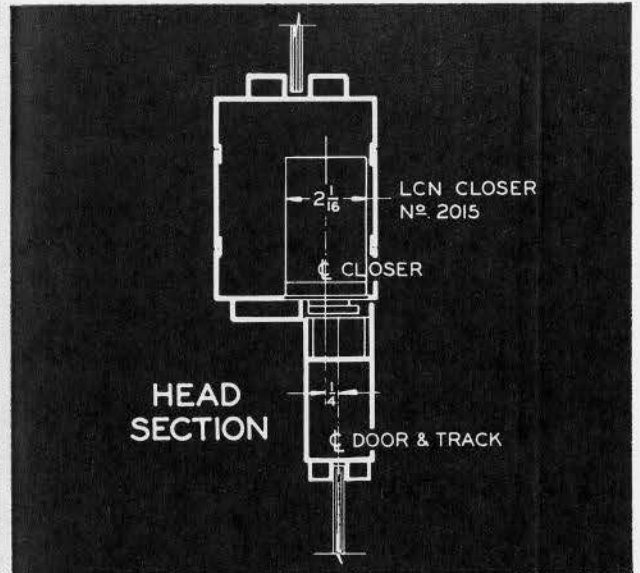 LCN CLOSER
Nº. 2015
2 1/16
℄ CLOSER
HEAD
SECTION
1/4
℄ DOOR & TRACK